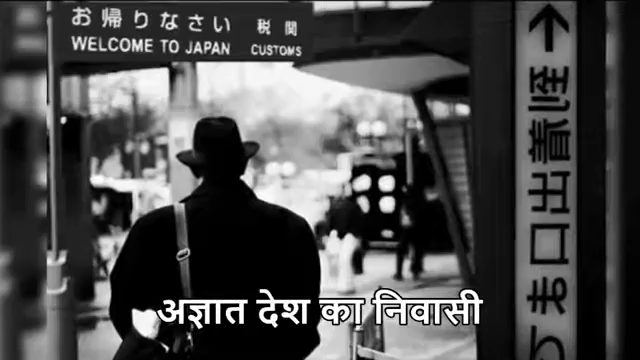 お帰りなさい 税関
WELCOME TO JAPAN CUSTOMS
अज्ञात देश का निवासी